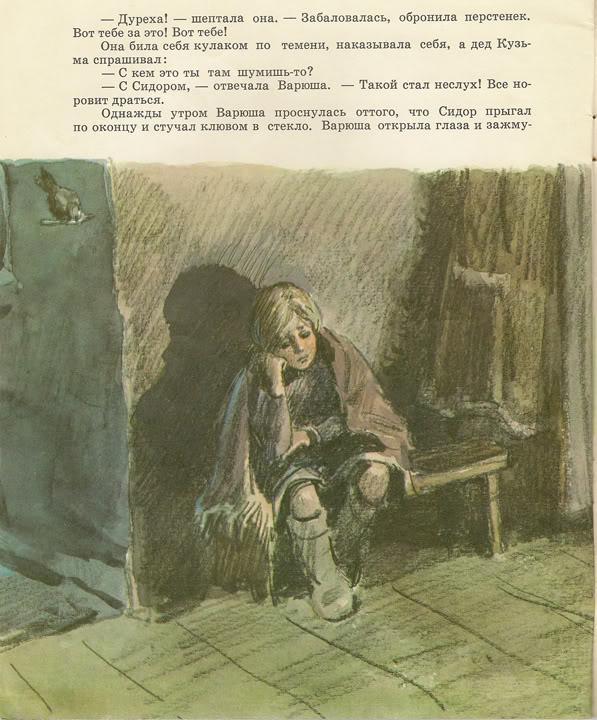 — Дуреха! — шептала она. — Забаловалась, обронила перстенек.
Вот тебе за это! Вот тебе!
Она била себя кулаком по темени, наказывала себя, а дед Кузь-
ма спрашивал:
— С кем это ты там шумишь-то?
— С Сидором, — отвечала Варюша. — Такой стал неслух! Все но-
ровит драться.
Однажды утром Варюша проснулась оттого, что Сидор прыгал
по оконцу и стучал клювом в стекло. Варюша открыла глаза и зажму-